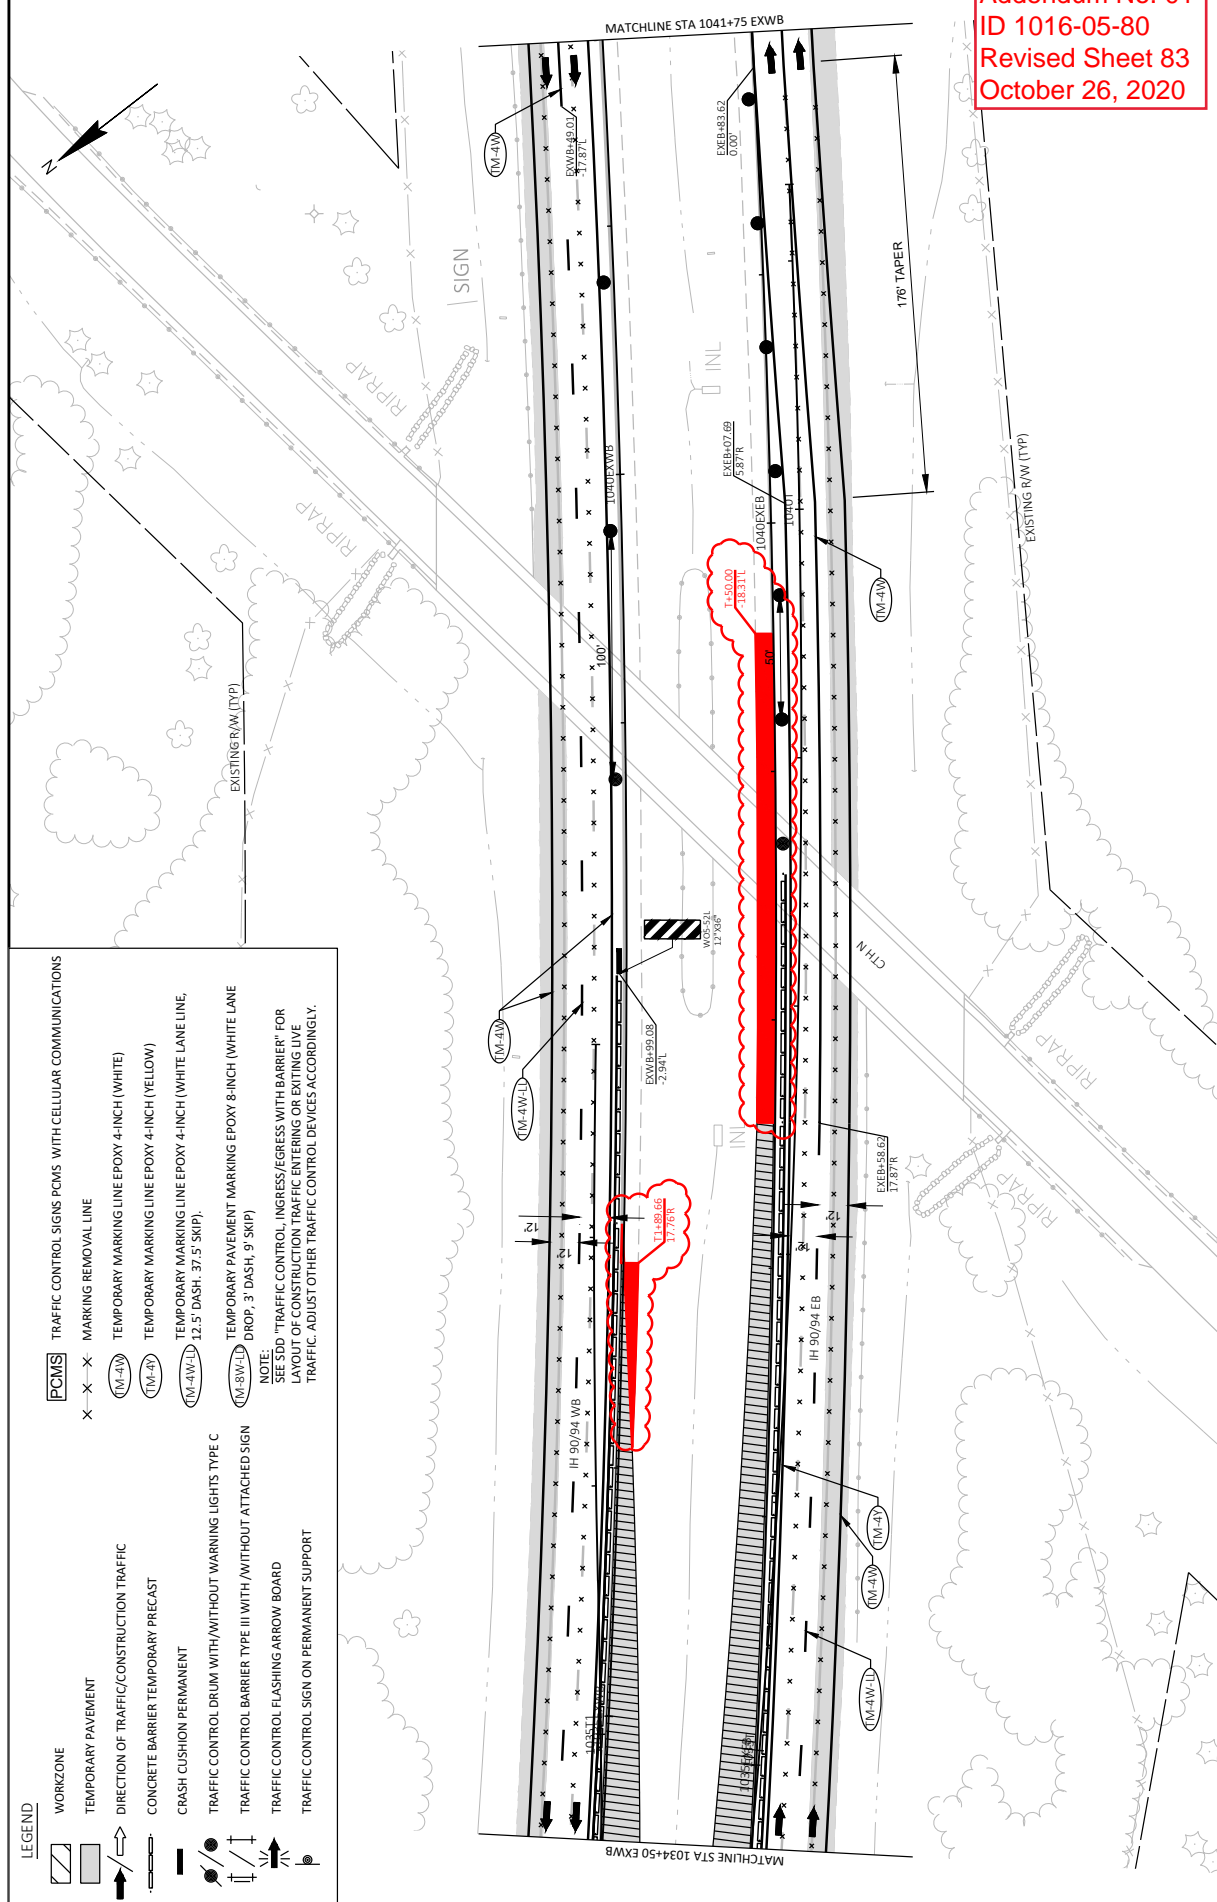 Addendum No. 01
ID 1016-05-80
Revised Sheet 83
October 26, 2020
MATCHLINE STA 1041+75 EXWB
N
TM-4W
EXWB+49.01
-17.87'L
EXEB+83.62
0.00'
SIGN
176' TAPER
RIPRAP
INL
1040EXWB
EXEB+07.69
5.87'R
EXISTING R/W (TYP)
RIPRAP
1040EXEB
1040T
T+50.00
-18.31'L
TM-4W
100'
50'
EXISTING R/W (TYP)
WO5-52L
12"X36"
CTH N
TM-4W
TM-4W-LL
EXWB+99.08
-2.94'L
RIPRAP
INL
EXEB+58.62
17.87'R
RIPRAP
12'
12'
T1+89.66
17.76'R
12'
12'
IH 90/94 WB
IH 90/94 EB
TM-4Y
TM-4W
TM-4W-LL
1035T1
MATCHLINE STA 1034+50 EXWB
LEGEND
WORKZONE
TEMPORARY PAVEMENT
DIRECTION OF TRAFFIC/CONSTRUCTION TRAFFIC
CONCRETE BARRIER TEMPORARY PRECAST
CRASH CUSHION PERMANENT
TRAFFIC CONTROL DRUM WITH/WITHOUT WARNING LIGHTS TYPE C
TRAFFIC CONTROL BARRIER TYPE III WITH /WITHOUT ATTACHED SIGN
TRAFFIC CONTROL FLASHING ARROW BOARD
TRAFFIC CONTROL SIGN ON PERMANENT SUPPORT
PCMS TRAFFIC CONTROL SIGNS PCMS WITH CELLULAR COMMUNICATIONS
MARKING REMOVAL LINE
TM-4W TEMPORARY MARKING LINE EPOXY 4-INCH (WHITE)
TM-4Y TEMPORARY MARKING LINE EPOXY 4-INCH (YELLOW)
TM-4W-LL TEMPORARY MARKING LINE EPOXY 4-INCH (WHITE LANE LINE,
12.5' DASH. 37.5' SKIP).
TM-8W-LD TEMPORARY PAVEMENT MARKING EPOXY 8-INCH (WHITE LANE
DROP, 3' DASH, 9' SKIP)
NOTE:
SEE SDD "TRAFFIC CONTROL, INGRESS/EGRESS WITH BARRIER" FOR
LAYOUT OF CONSTRUCTION TRAFFIC ENTERING OR EXITING LIVE
TRAFFIC. ADJUST OTHER TRAFFIC CONTROL DEVICES ACCORDINGLY.